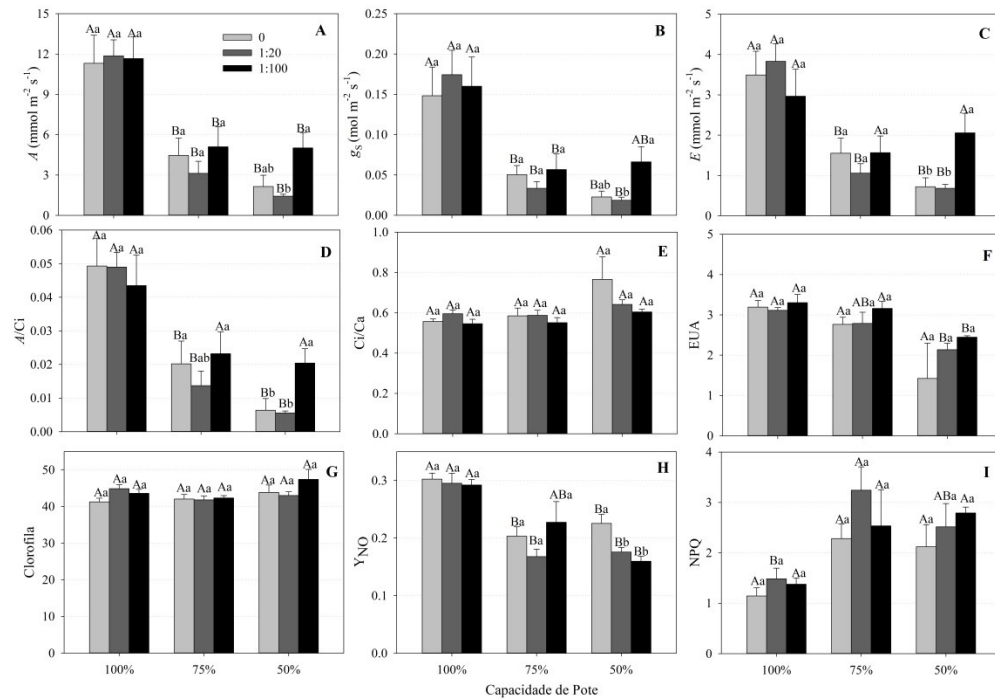 A
A (mmol m⁻² s⁻¹)
15
12
9
6
3
0
0
1:20
1:100
Aa Aa Aa
Ba Ba Ba
Bab Bb Ba
B
gS (mol m⁻² s⁻¹)
0.25
0.20
0.15
0.10
0.05
0.00
Aa Aa Aa
Ba Ba Ba
Bab Bb ABa
C
E (mmol m⁻² s⁻¹)
5
4
3
2
1
0
Aa Aa Aa
Ba Ba Aa
Bb Bb Aa
D
A/Ci
0.06
0.05
0.04
0.03
0.02
0.01
0.00
Aa Aa Aa
Ba Bab Ba
Bb Bb Ba
E
Ci/Ca
1.0
0.8
0.6
0.4
0.2
0.0
Aa Aa Aa
Aa Aa Aa
Aa Aa Aa
F
EUA
5
4
3
2
1
0
Aa Aa Aa
Aa ABa Aa
Aa Ba Ba
G
Clorofila
50
40
30
20
10
0
Aa Aa Aa
Aa Aa Aa
Aa Aa Aa
100% 75% 50%
H
YNO
0.3
0.2
0.1
0.0
Aa Aa Aa
Ba Ba ABa
Ba Bb Bb
100% 75% 50%
I
NPQ
4
3
2
1
0
Aa Ba Aa
Aa Aa Aa
Aa ABa Aa
100% 75% 50%
Capacidade de Pote